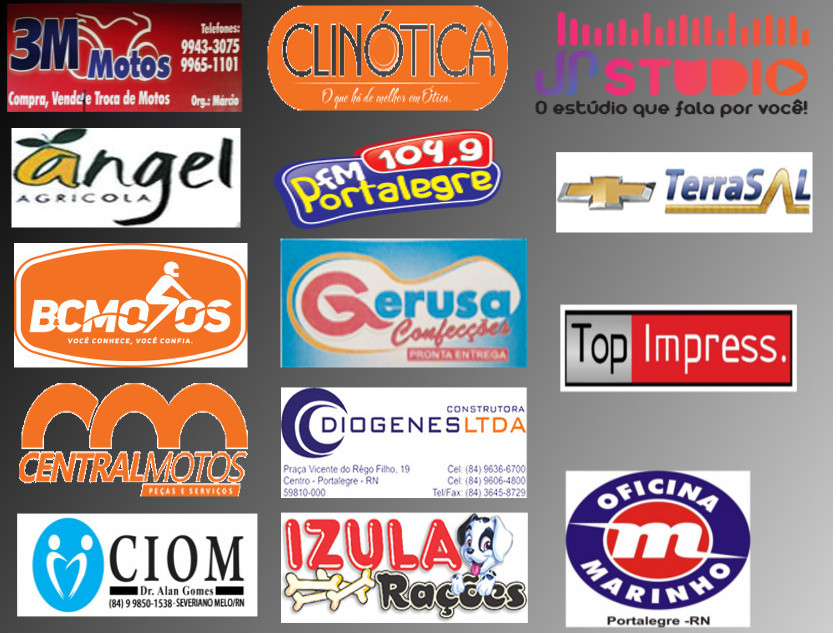 3M Motos
Telefones:
9943-3075
9965-1101
Compra, Vende e Troca de Motos
Org.: Márcio
CLINÓTICA®
O que há de melhor em Ótica.
JP STUDIO
O estúdio que fala por você!
angel
AGRICOLA
FM 104,9
Portalegre
TerraSAL
BCMOTOS
VOCÊ CONHECE, VOCÊ CONFIA.
Gerusa
Confecções
PRONTA ENTREGA
Top Impress.
CENTRALMOTOS
PEÇAS E SERVIÇOS
CONSTRUTORA
DIOGENES LTDA
Praça Vicente do Rêgo Filho, 19
Centro - Portalegre - RN
59810-000
Cel: (84) 9636-6700
Cel: (84) 9606-4800
Tel/Fax: (84) 3645-8729
OFICINA
m
MARINHO
Portalegre -RN
CIOM
Dr. Alan Gomes
(84) 9 9850-1538- SEVERIANO MELO/RN
IZULA
Rações